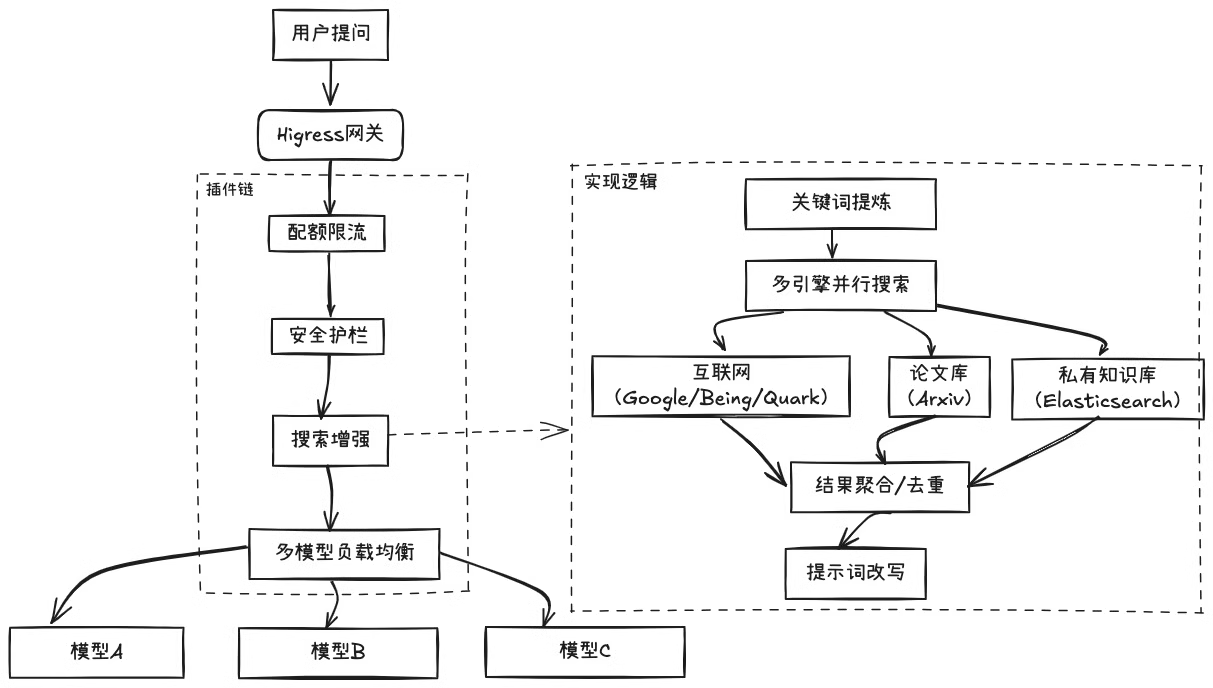 用户提问
Higress网关
插件链
配额限流
安全护栏
搜索增强
多模型负载均衡
模型A
模型B
模型C
实现逻辑
关键词提炼
多引擎并行搜索
互联网
(Google/Being/Quark)
论文库
(Arxiv)
私有知识库
(Elasticsearch)
结果聚合/去重
提示词改写